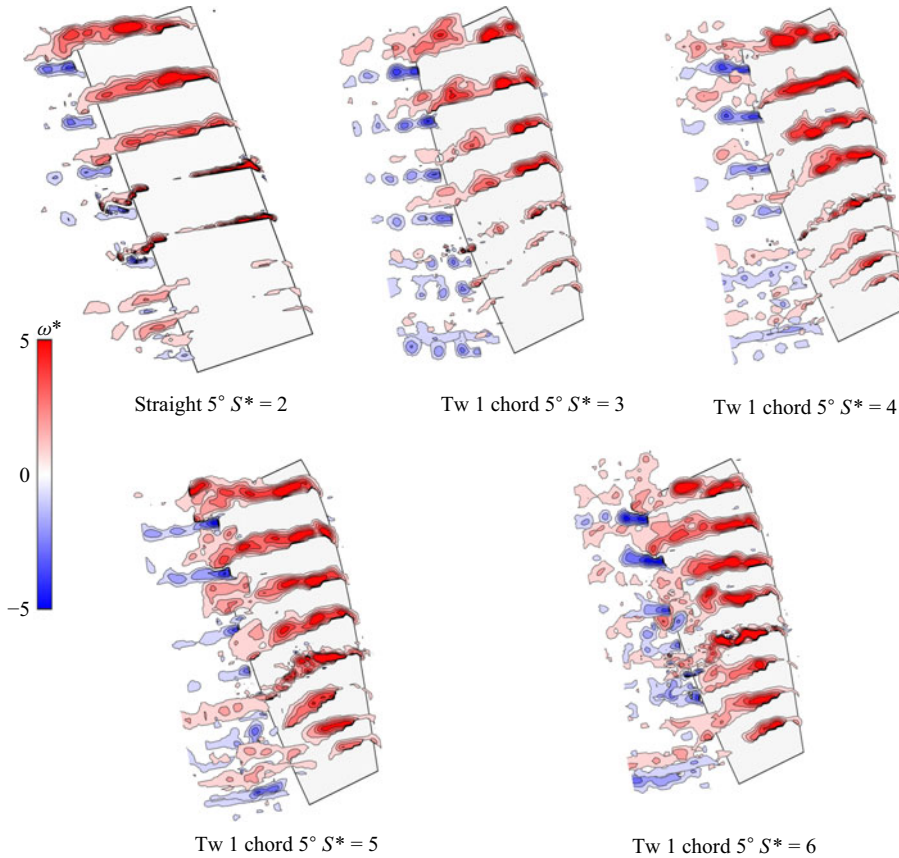 ω*
5
0
−5
Straight 5° S* = 2
Tw 1 chord 5° S* = 3
Tw 1 chord 5° S* = 4
Tw 1 chord 5° S* = 5
Tw 1 chord 5° S* = 6